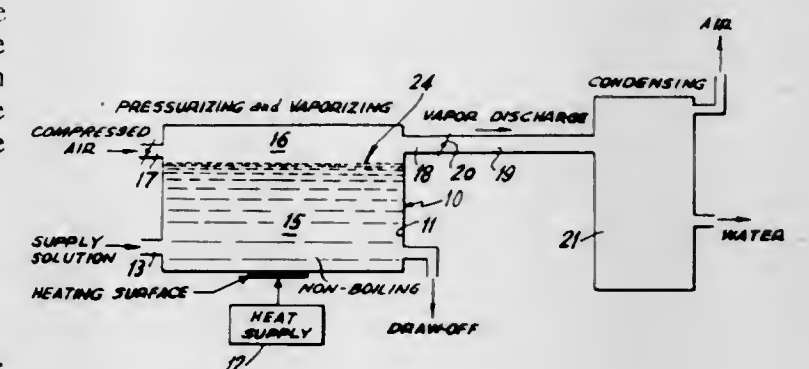 AIR
CONDENSING
PRESSURIZING and VAPORIZING
24
VAPOR DISCHARGE
COMPRESSED
AIR
16
17
18
20
19
10
15
11
SUPPLY
SOLUTION
13
21
WATER
HEATING SURFACE
NON-BOILING
HEAT
SUPPLY
DRAW-OFF
12